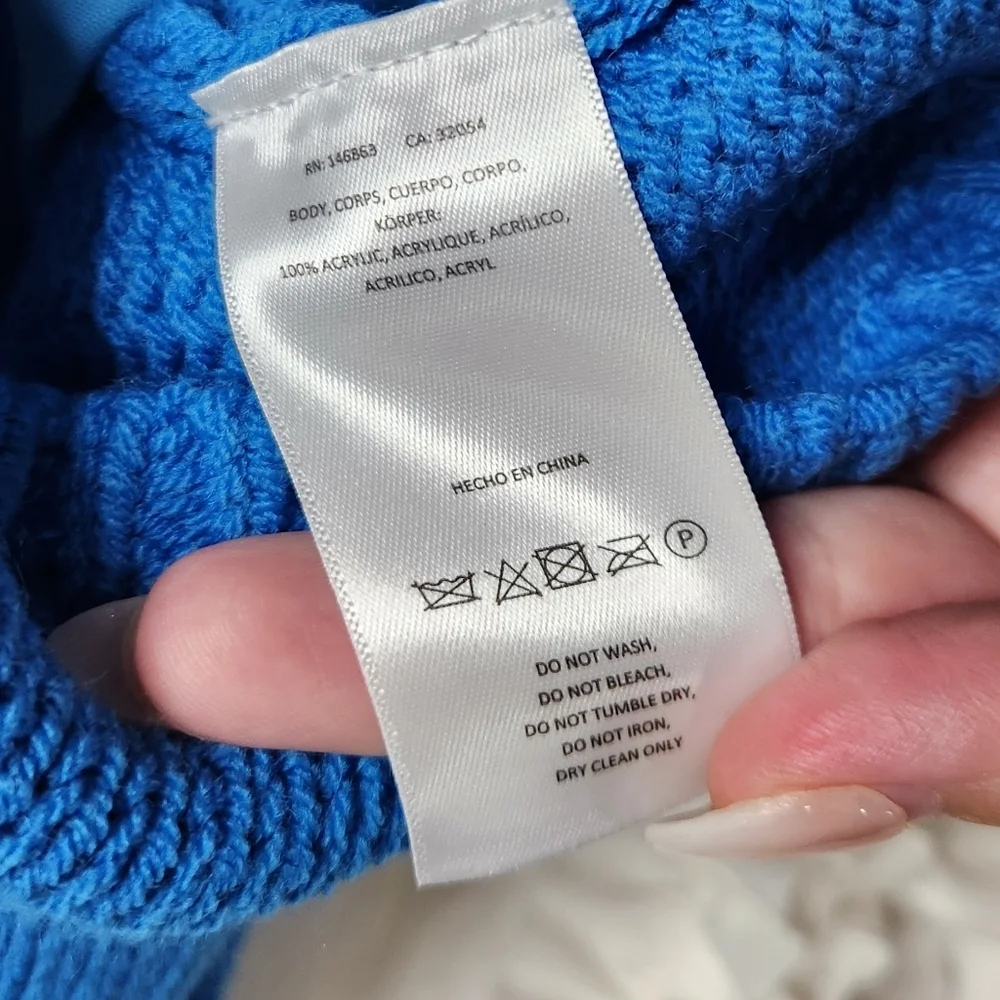 RN: 146863 CA: 32054
BODY, CORPS, CUERPO, CORPO,
KÖRPER:
100% ACRYLIC, ACRYLIQUE, ACRÍLICO,
ACRILICO, ACRYL
HECHO EN CHINA
P
DO NOT WASH,
DO NOT BLEACH,
DO NOT TUMBLE DRY,
DO NOT IRON,
DRY CLEAN ONLY